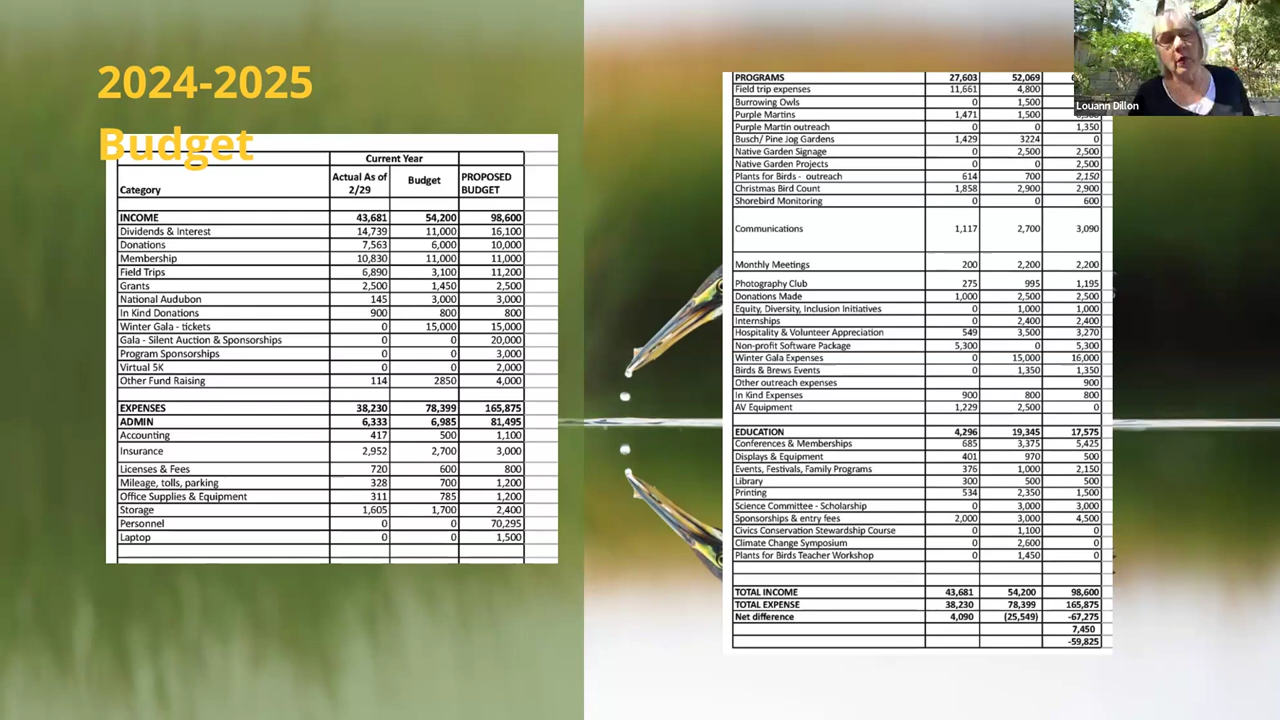 2024-2025
Budget
Current Year
Category Actual As of 2/29 Budget PROPOSED BUDGET
INCOME 43,681 54,200 98,600
Dividends & Interest 14,739 11,000 16,100
Donations 7,563 6,000 10,000
Membership 10,830 11,000 11,000
Field Trips 6,890 3,100 11,200
Grants 2,500 1,450 2,500
National Audubon 145 3,000 3,000
In Kind Donations 900 800 800
Winter Gala - tickets 0 15,000 15,000
Gala - Silent Auction & Sponsorships 0 0 20,000
Program Sponsorships 0 0 3,000
Virtual 5K 0 0 2,000
Other Fund Raising 114 2850 4,000
EXPENSES 38,230 78,399 165,875
ADMIN 6,333 6,985 81,495
Accounting 417 500 1,100
Insurance 2,952 2,700 3,000
Licenses & Fees 720 600 800
Mileage, tolls, parking 328 700 1,200
Office Supplies & Equipment 311 785 1,200
Storage 1,605 1,700 2,400
Personnel 0 0 70,295
Laptop 0 0 1,500
PROGRAMS 27,603 52,069
Field trip expenses 11,661 4,800
Burrowing Owls 0 1,500
Purple Martins 1,471 1,500
Purple Martin outreach 0 0 1,350
Busch/ Pine Jog Gardens 1,429 3224 0
Native Garden Signage 0 2,500 2,500
Native Garden Projects 0 0 2,500
Plants for Birds - outreach 614 700 2,150
Christmas Bird Count 1,858 2,900 2,900
Shorebird Monitoring 0 0 600
Communications 1,117 2,700 3,090
Monthly Meetings 200 2,200 2,200
Photography Club 275 995 1,195
Donations Made 1,000 2,500 2,500
Equity, Diversity, Inclusion Initiatives 0 1,000 1,000
Internships 0 2,400 2,400
Hospitality & Volunteer Appreciation 549 3,500 3,270
Non-profit Software Package 5,300 0 5,300
Winter Gala Expenses 0 15,000 16,000
Birds & Brews Events 0 1,350 1,350
Other outreach expenses 900
In Kind Expenses 900 800 800
AV Equipment 1,229 2,500 0
EDUCATION 4,296 19,345 17,575
Conferences & Memberships 685 3,375 5,425
Displays & Equipment 401 970 500
Events, Festivals, Family Programs 376 1,000 2,150
Library 300 500 500
Printing 534 2,350 1,500
Science Committee - Scholarship 0 3,000 3,000
Sponsorships & entry fees 2,000 3,000 4,500
Civics Conservation Stewardship Course 0 1,100 0
Climate Change Symposium 0 2,600 0
Plants for Birds Teacher Workshop 0 1,450 0
TOTAL INCOME 43,681 54,200 98,600
TOTAL EXPENSE 38,230 78,399 165,875
Net difference 4,090 (25,549) -67,275
7,450
-59,825
Louann Dillon